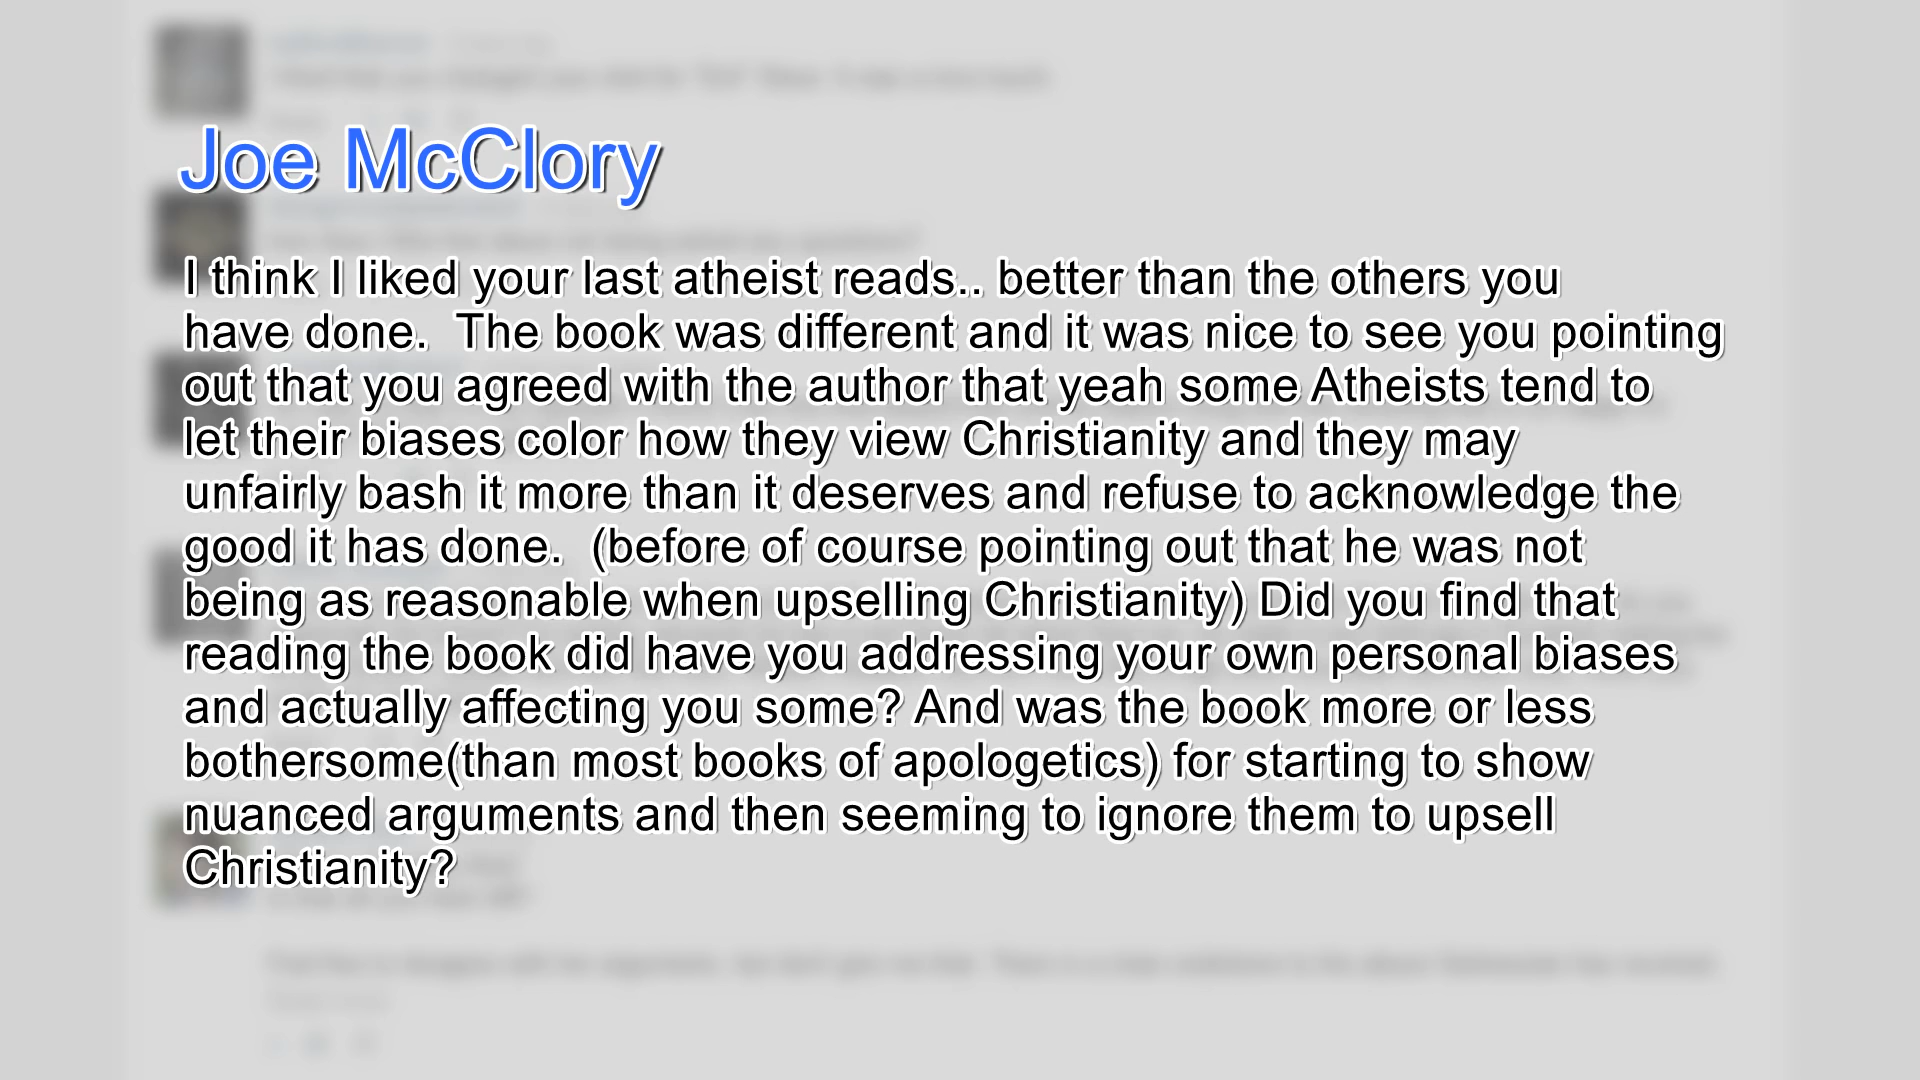 Joe McClory
I think I liked your last atheist reads.. better than the others you
have done.  The book was different and it was nice to see you pointing
out that you agreed with the author that yeah some Atheists tend to
let their biases color how they view Christianity and they may
unfairly bash it more than it deserves and refuse to acknowledge the
good it has done.  (before of course pointing out that he was not
being as reasonable when upselling Christianity) Did you find that
reading the book did have you addressing your own personal biases
and actually affecting you some? And was the book more or less
bothersome(than most books of apologetics) for starting to show
nuanced arguments and then seeming to ignore them to upsell
Christianity?